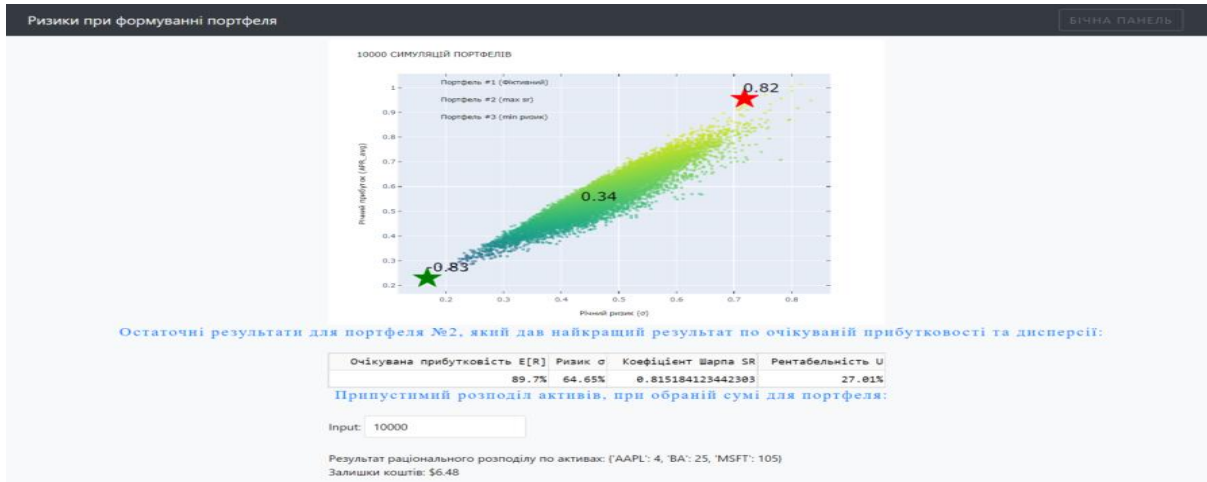 Ризики при формуванні портфеля
БІЧНА ПАНЕЛЬ
10000 СИМУЛЯЦІЙ ПОРТФЕЛІВ
Портфель #1 (Фіктивний)
Портфель #2 (max sr)
Портфель #3 (min ризик)
0.82
0.34
-0.83
1
0.9
0.8
0.7
0.6
0.5
0.4
0.3
0.2
Річний прибуток (APR_avg)
0.2 0.3 0.4 0.5 0.6 0.7 0.8
Річний ризик (σ)
Остаточні результати для портфеля №2, який дав найкращий результат по очікуваній прибутковості та дисперсії:
Очікувана прибутковість E[R] Ризик σ Коефіцієнт Шарпа SR Рентабельність U
89.7% 64.65% 0.815184123442303 27.01%
Припустимий розподіл активів, при обраній сумі для портфеля:
Input: 10000
Результат раціонального розподілу по активах: {'AAPL': 4, 'BA': 25, 'MSFT': 105}
Залишки коштів: $6.48